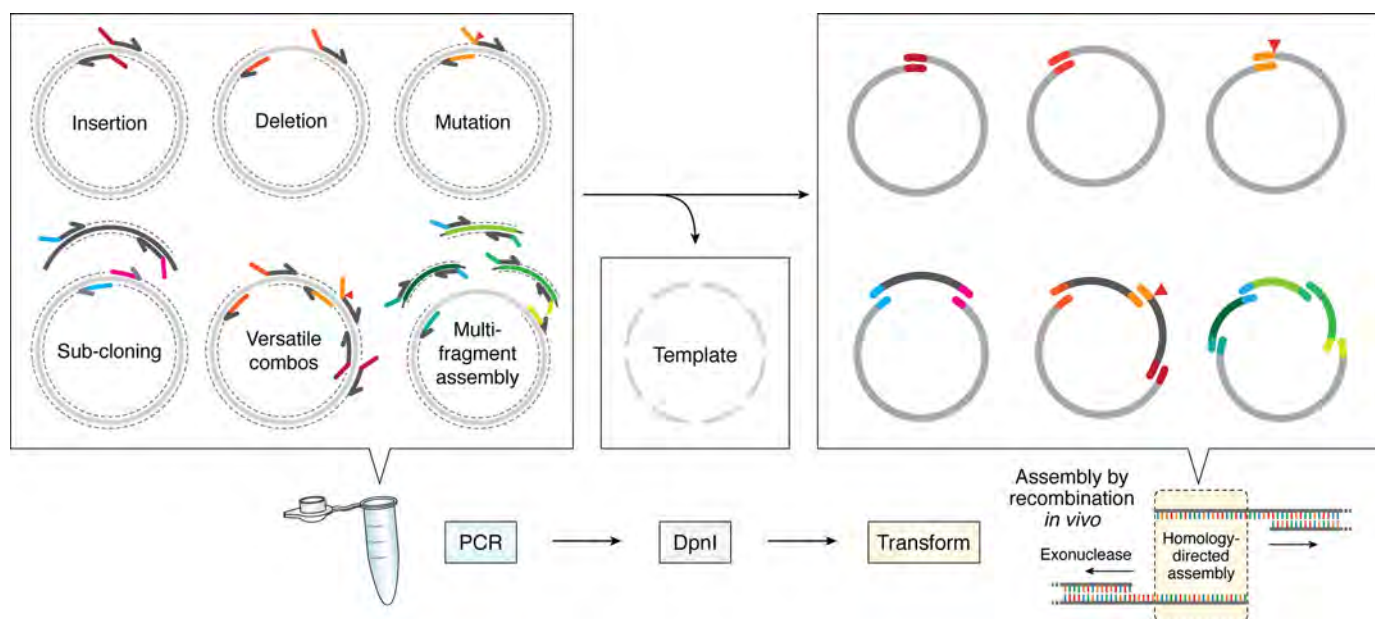 Insertion
Deletion
Mutation
Sub-cloning
Versatile
combos
Multi-
fragment
assembly
Template
PCR
DpnI
Transform
Assembly by
recombination
in vivo
Exonuclease
Homology-
directed
assembly